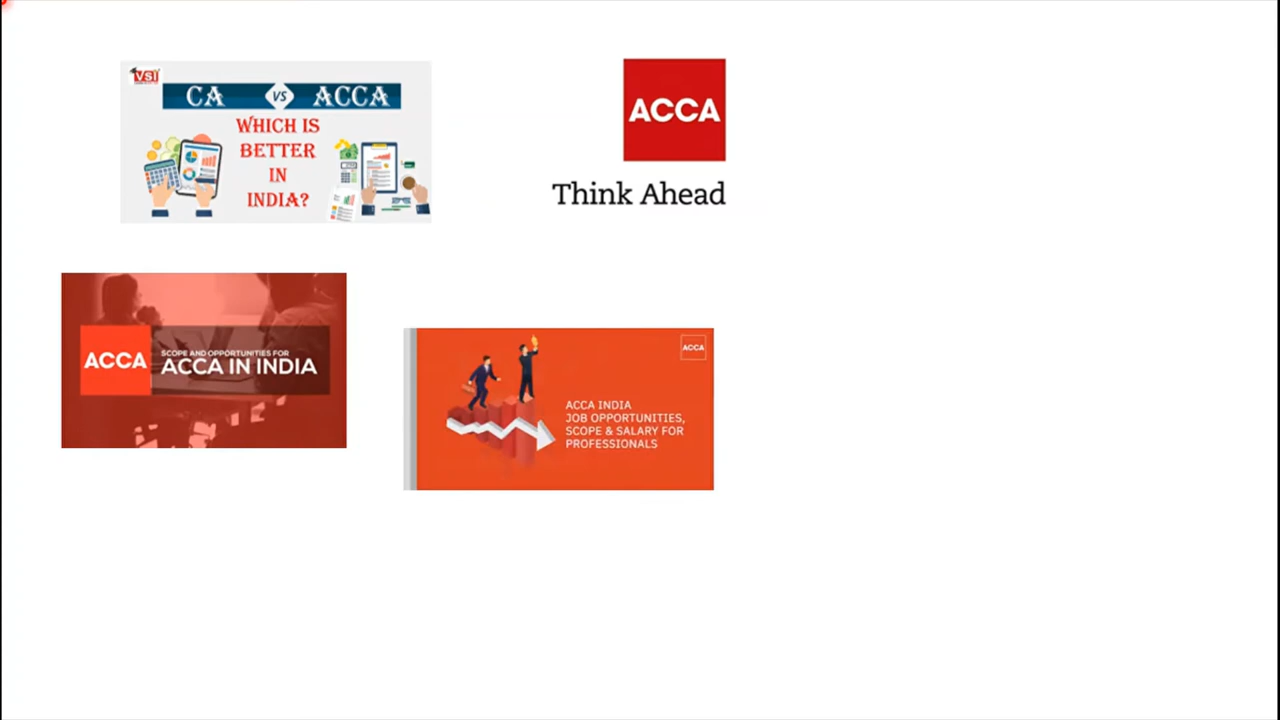 VSI
CA VS ACCA
WHICH IS
BETTER
IN
INDIA?
ACCA
Think Ahead
ACCA
SCOPE AND OPPORTUNITIES FOR
ACCA IN INDIA
ACCA
ACCA INDIA
JOB OPPORTUNITIES,
SCOPE & SALARY FOR
PROFESSIONALS